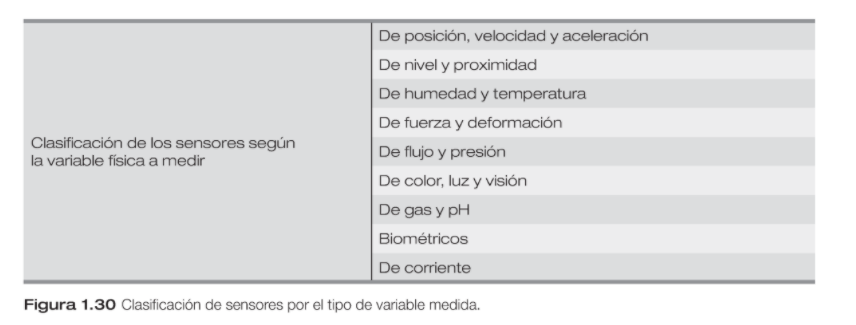 Clasificación de los sensores según
la variable física a medir
De posición, velocidad y aceleración
De nivel y proximidad
De humedad y temperatura
De fuerza y deformación
De flujo y presión
De color, luz y visión
De gas y pH
Biométricos
De corriente
Figura 1.30 Clasificación de sensores por el tipo de variable medida.